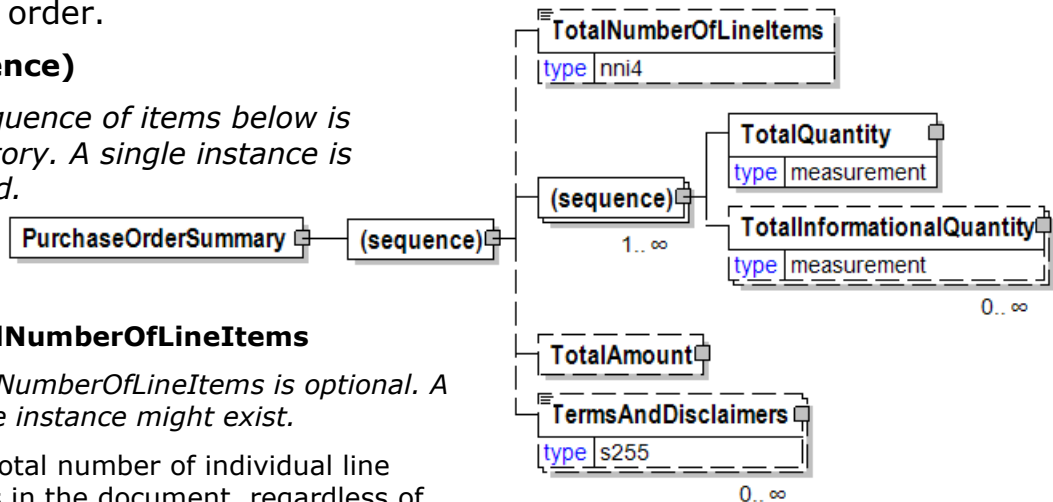 order.
ence)
quence of items below is
tory. A single instance is
d.
lNumberOfLineItems
NumberOfLineItems is optional. A
e instance might exist.
otal number of individual line
s in the document, regardless of
PurchaseOrderSummary
(sequence)
TotalNumberOfLineItems
type nni4
(sequence)
1.. ∞
TotalQuantity
type measurement
TotalInformationalQuantity
type measurement
0.. ∞
TotalAmount
TermsAndDisclaimers
type s255
0.. ∞